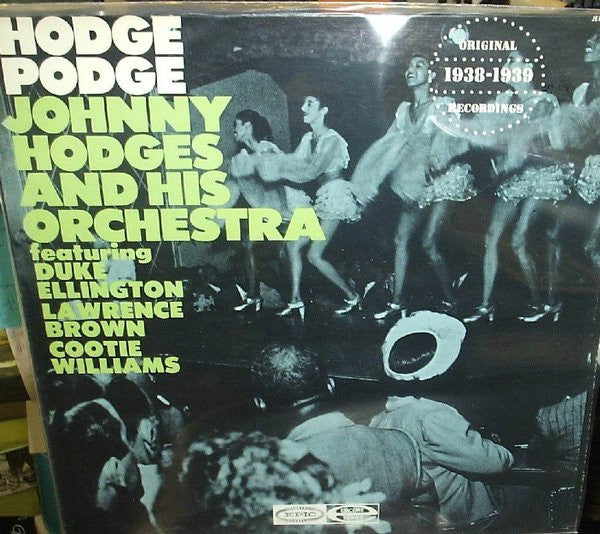 HODGE
PODGE
JOHNNY
HODGES
AND HIS
ORCHESTRA
featuring
DUKE
ELLINGTON
LAWRENCE
BROWN
COOTIE
WILLIAMS
ORIGINAL
1938-1939
RECORDINGS
EPIC
ENCORE